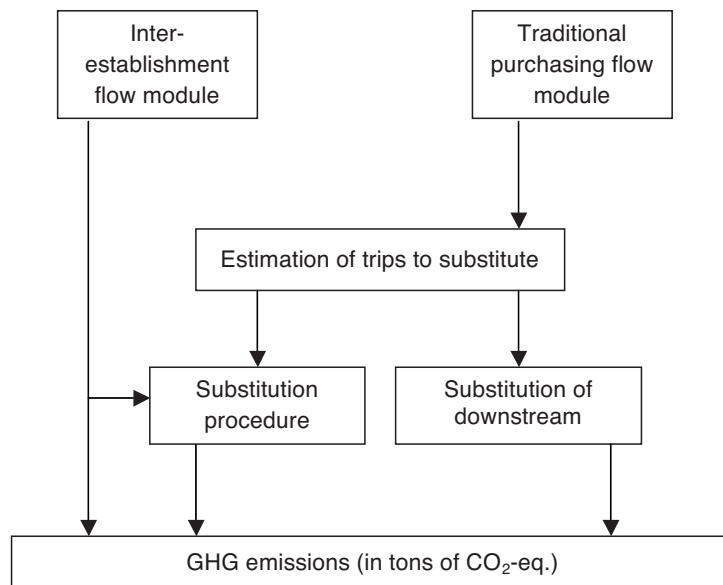 Inter-
establishment
flow module
Traditional
purchasing flow
module
Estimation of trips to substitute
Substitution
procedure
Substitution of
downstream
GHG emissions (in tons of CO₂-eq.)